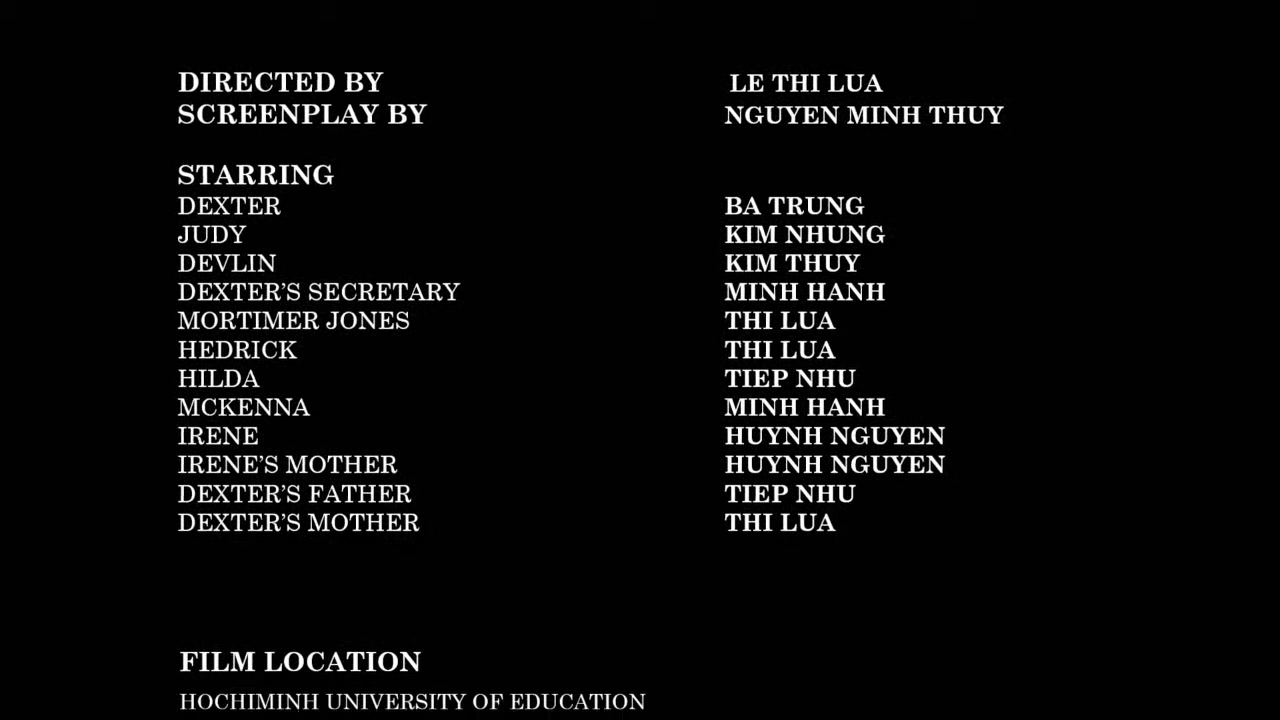 DIRECTED BY LE THI LUA
SCREENPLAY BY NGUYEN MINH THUY
STARRING
DEXTER BA TRUNG
JUDY KIM NHUNG
DEVLIN KIM THUY
DEXTER’S SECRETARY MINH HANH
MORTIMER JONES THI LUA
HEDRICK THI LUA
HILDA TIEP NHU
MCKENNA MINH HANH
IRENE HUYNH NGUYEN
IRENE’S MOTHER HUYNH NGUYEN
DEXTER’S FATHER TIEP NHU
DEXTER’S MOTHER THI LUA
FILM LOCATION
HOCHIMINH UNIVERSITY OF EDUCATION